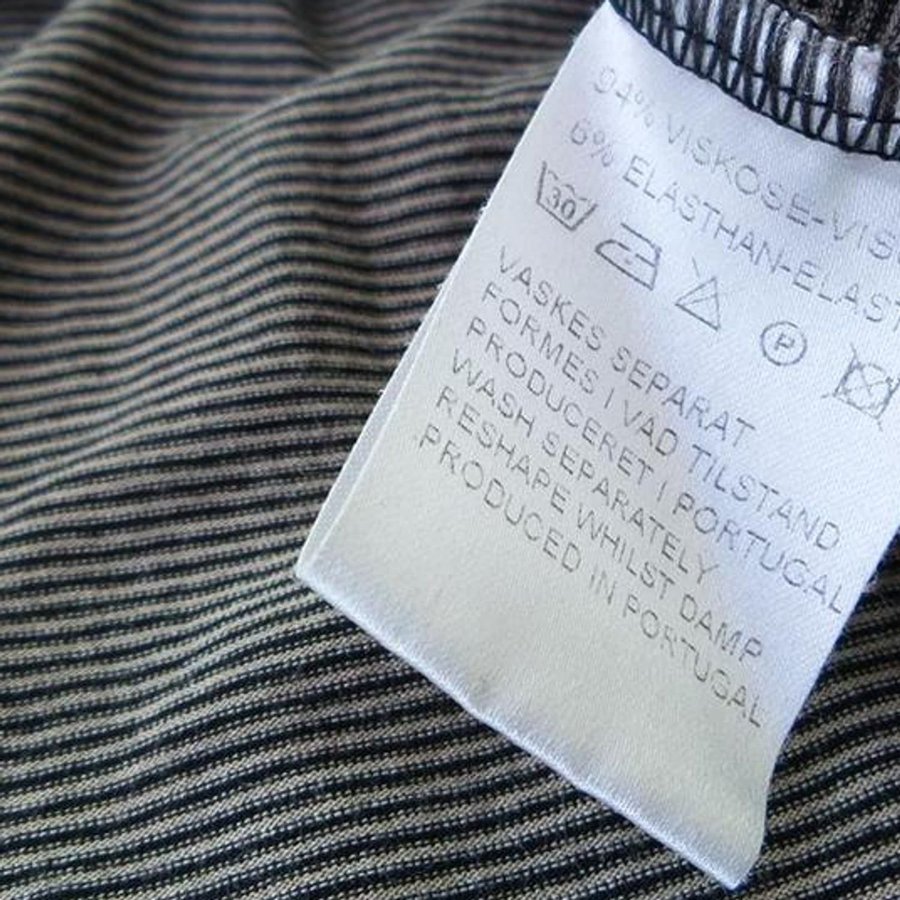 94% VISKOSE-VIS
6% ELASTHAN-ELAST
30
P
VASKES SEPARAT
FORMES I VÅD TILSTAND
PRODUCERET I PORTUGAL
WASH SEPARATELY
RESHAPE WHILST DAMP
PRODUCED IN PORTUGAL